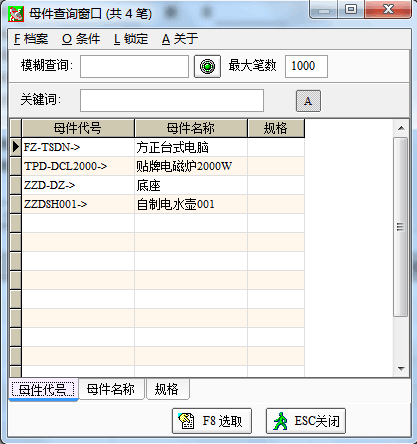 母件查询窗口 (共 4 笔)
F 档案 O 条件 L 锁定 A 关于
模糊查询: 最大笔数 1000
关键词: A
母件代号 母件名称 规格
FZ-TSDN-> 方正台式电脑
TPD-DCL2000-> 贴牌电磁炉2000W
ZZD-DZ-> 底座
ZZDSH001-> 自制电水壶001
母件代号 母件名称 规格
F8 选取 ESC关闭